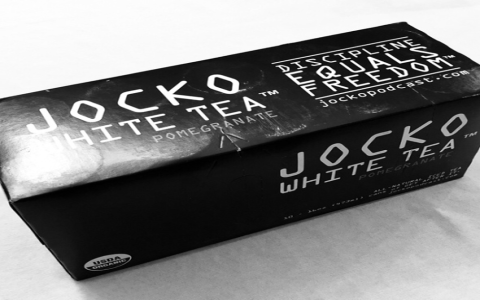 JOCKO
WHITE TEA™
POMEGRANATE
DISCIPLINE
EQUALS
FREEDOM™
jockopodcast.com
JOCKO
WHITE TEA™
POMEGRANATE
USDA
ORGANIC